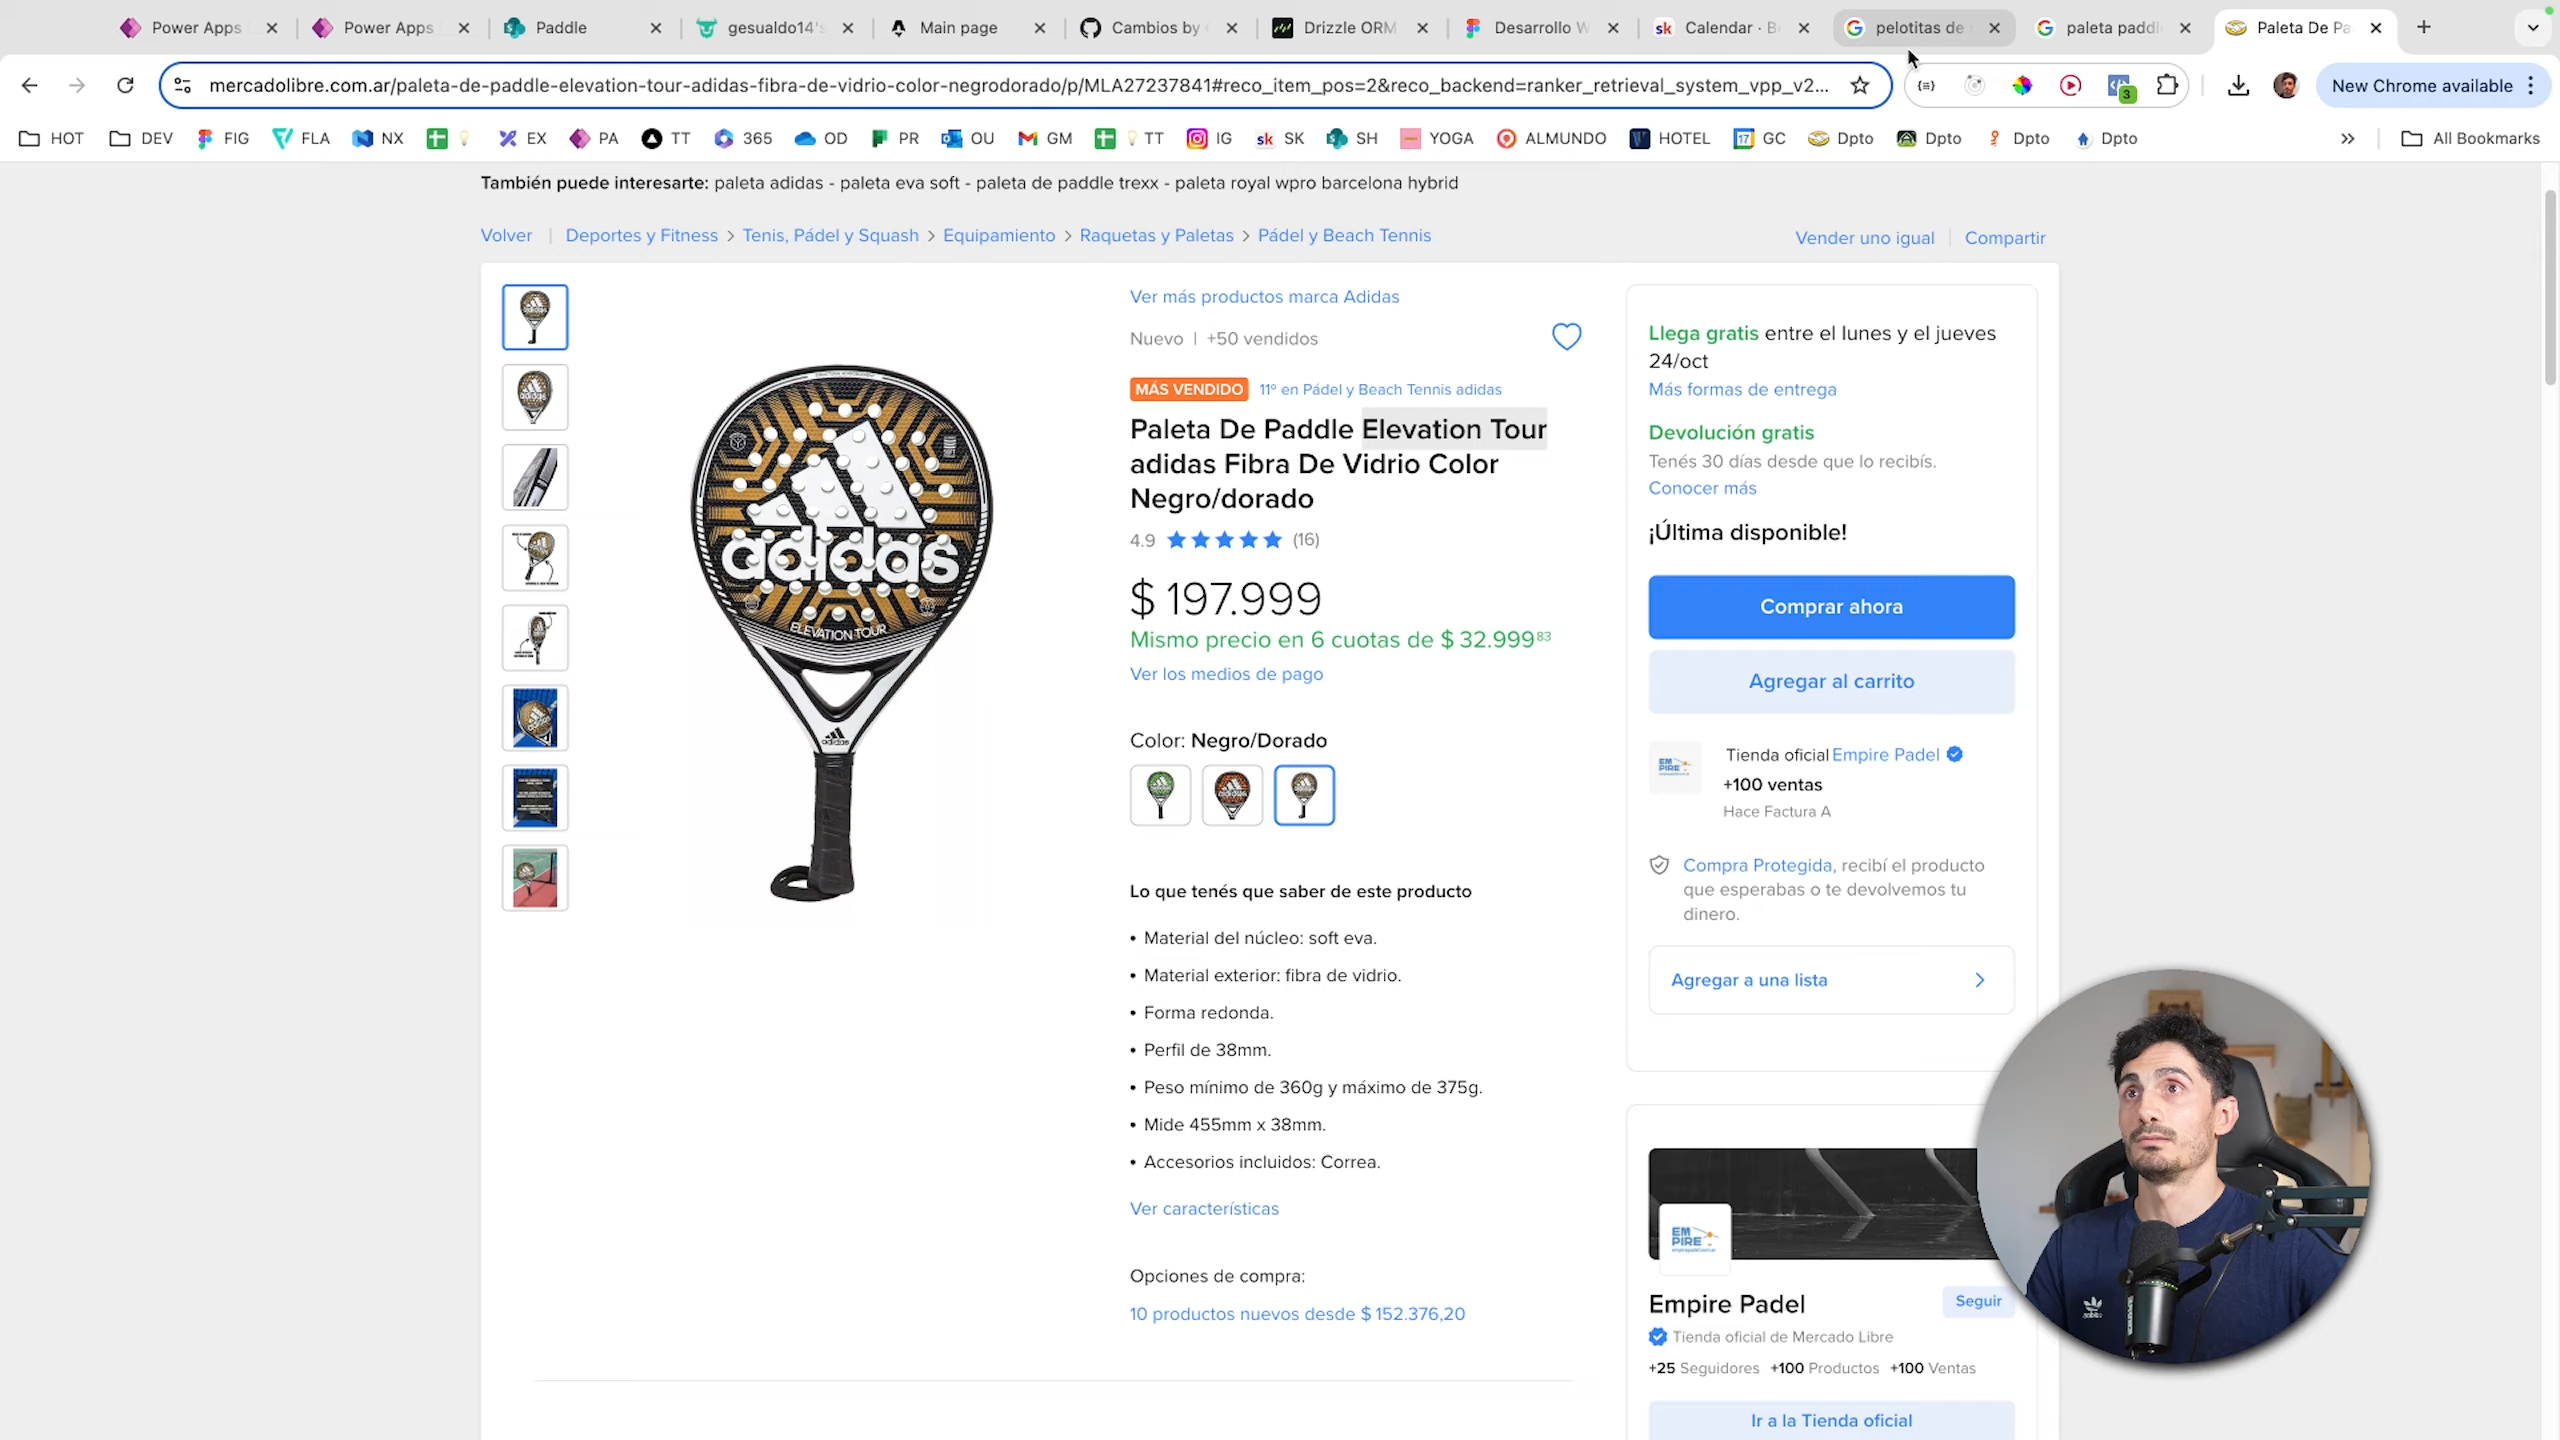 Power Apps
Power Apps
Paddle
gesualdo14's
Main page
Cambios by
Drizzle ORM
Desarrollo W
Calendar · B
pelotitas de
paleta paddl
Paleta De Pa
mercadolibre.com.ar/paleta-de-paddle-elevation-tour-adidas-fibra-de-vidrio-color-negrodorado/p/MLA27237841#reco_item_pos=2&reco_backend=ranker_retrieval_system_vpp_v2...
3
New Chrome available
HOT
DEV
FIG
FLA
NX
EX
PA
TT
365
OD
PR
OU
GM
TT
IG
sk SK
SH
YOGA
ALMUNDO
HOTEL
17 GC
Dpto
Dpto
Dpto
Dpto
All Bookmarks
También puede interesarte: paleta adidas - paleta eva soft - paleta de paddle trexx - paleta royal wpro barcelona hybrid
Volver | Deportes y Fitness > Tenis, Pádel y Squash > Equipamiento > Raquetas y Paletas > Pádel y Beach Tennis
Vender uno igual | Compartir
adidas
ELEVATION TOUR
adidas
Ver más productos marca Adidas
Nuevo | +50 vendidos
MÁS VENDIDO 11º en Pádel y Beach Tennis adidas
Paleta De Paddle Elevation Tour
adidas Fibra De Vidrio Color
Negro/dorado
4.9 (16)
$ 197.999
Mismo precio en 6 cuotas de $ 32.999 83
Ver los medios de pago
Color: Negro/Dorado
Lo que tenés que saber de este producto
• Material del núcleo: soft eva.
• Material exterior: fibra de vidrio.
• Forma redonda.
• Perfil de 38mm.
• Peso mínimo de 360g y máximo de 375g.
• Mide 455mm x 38mm.
• Accesorios incluidos: Correa.
Ver características
Opciones de compra:
10 productos nuevos desde $ 152.376,20
Llega gratis entre el lunes y el jueves
24/oct
Más formas de entrega
Devolución gratis
Tenés 30 días desde que lo recibís.
Conocer más
¡Última disponible!
Comprar ahora
Agregar al carrito
EMPIRE
Tienda oficial Empire Padel
+100 ventas
Hace Factura A
Compra Protegida, recibí el producto
que esperabas o te devolvemos tu
dinero.
Agregar a una lista
EM
PIRE
Empire Padel
Seguir
Tienda oficial de Mercado Libre
+25 Seguidores +100 Productos +100 Ventas
Ir a la Tienda oficial